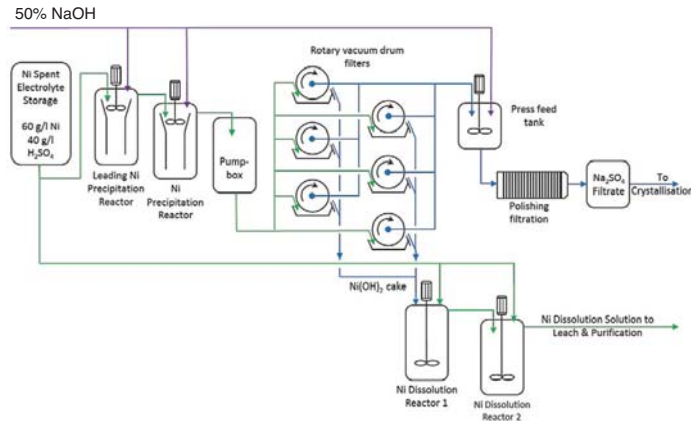 50% NaOH
Ni Spent
Electrolyte
Storage
60 g/l Ni
40 g/l
H₂SO₄
Leading Ni
Precipitation
Reactor
Ni
Precipitation
Reactor
Pump-
box
Rotary vacuum drum
filters
Press feed
tank
Polishing
filtration
Na₂SO₄
Filtrate
To
Crystallisation
Ni(OH)₂ cake
Ni Dissolution
Reactor 1
Ni Dissolution
Reactor 2
Ni Dissolution Solution to
Leach & Purification